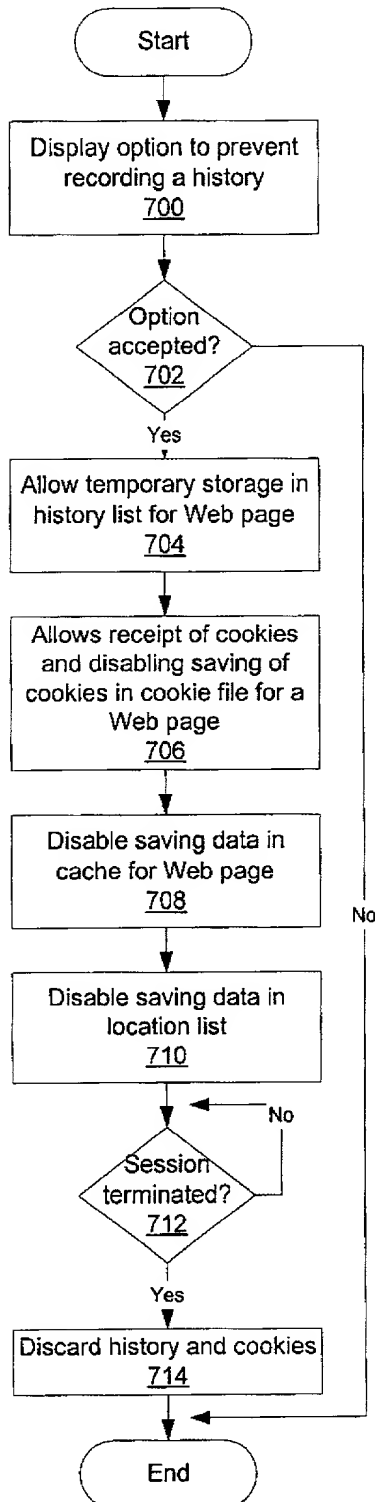 Start
Display option to prevent
recording a history
700
Option
accepted?
702
Yes
Allow temporary storage in
history list for Web page
704
Allows receipt of cookies
and disabling saving of
cookies in cookie file for a
Web page
706
Disable saving data in
cache for Web page
708
No
Disable saving data in
location list
710
No
Session
terminated?
712
Yes
Discard history and cookies
714
End